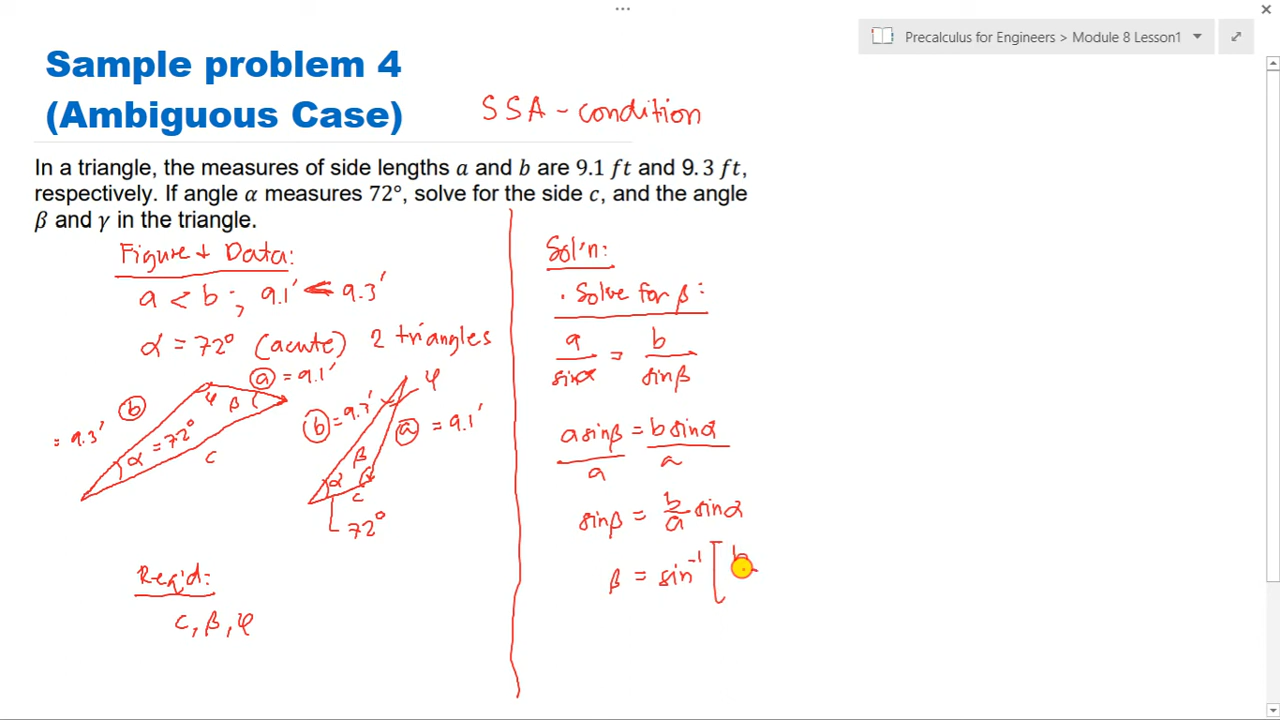 Precalculus for Engineers > Module 8 Lesson1
Sample problem 4
(Ambiguous Case)
SSA - condition
In a triangle, the measures of side lengths a and b are 9.1 ft and 9.3 ft,
respectively. If angle α measures 72°, solve for the side c, and the angle
β and γ in the triangle.
Figure + Data:
a < b ; 9.1' < 9.3'
α = 72° (acute) 2 triangles
b = 9.3'
a = 9.1'
α = 72°
φ
β
c
b = 9.3'
a = 9.1'
φ
β
α
β
c
72°
Req'd:
c, β, φ
Sol'n:
. Solve for β:
a/sinα = b/sinβ
a sinβ/a = b sinα/a
sinβ = b/a sinα
β = sin⁻¹ [ b